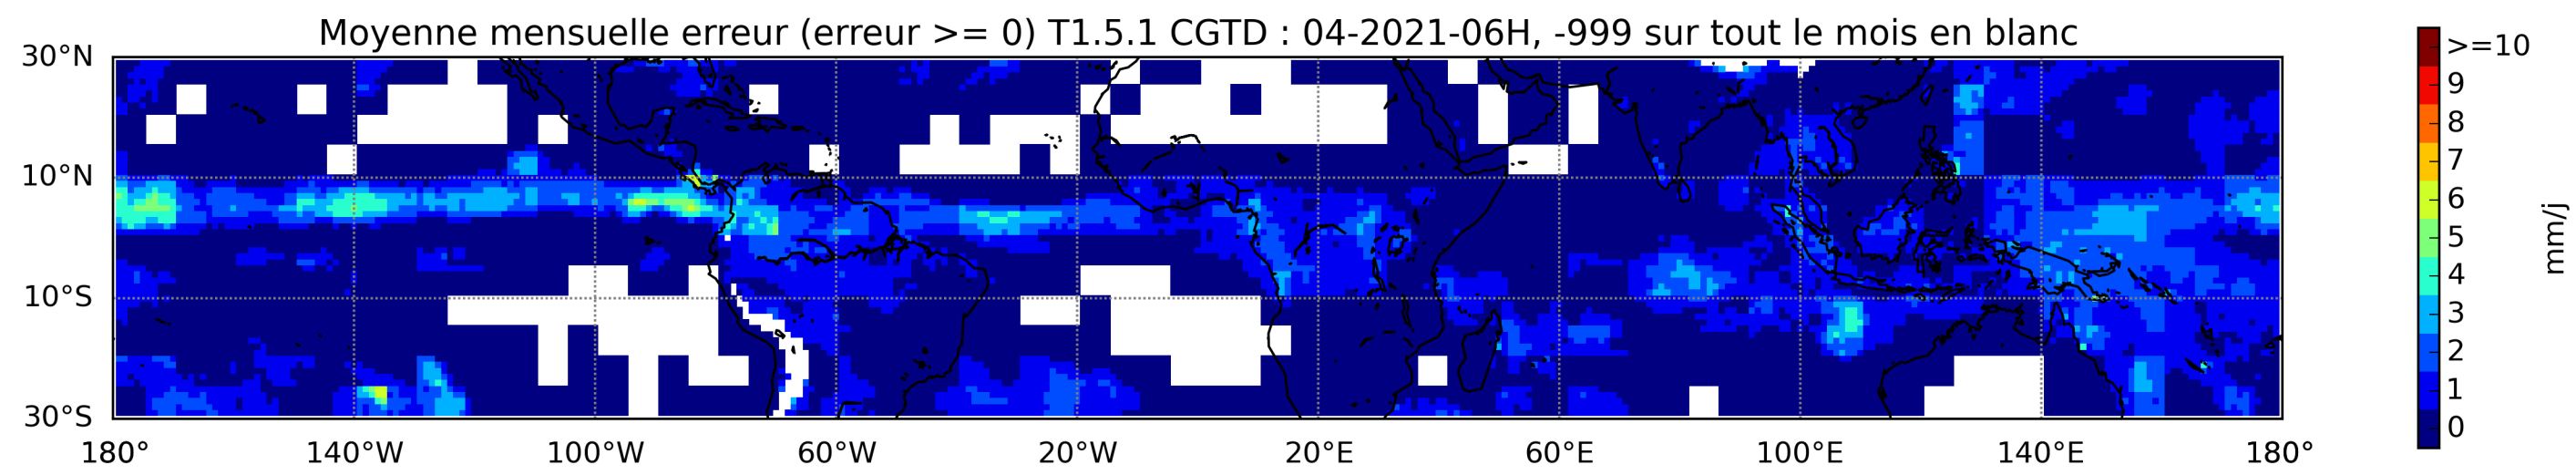 Moyenne mensuelle erreur (erreur >= 0) T1.5.1 CGTD : 04-2021-06H, -999 sur tout le mois en blanc
30°N
10°N
10°S
30°S
180° 140°W 100°W 60°W 20°W 20°E 60°E 100°E 140°E 180°
>=10
9
8
7
6
5
4
3
2
1
0
mm/j